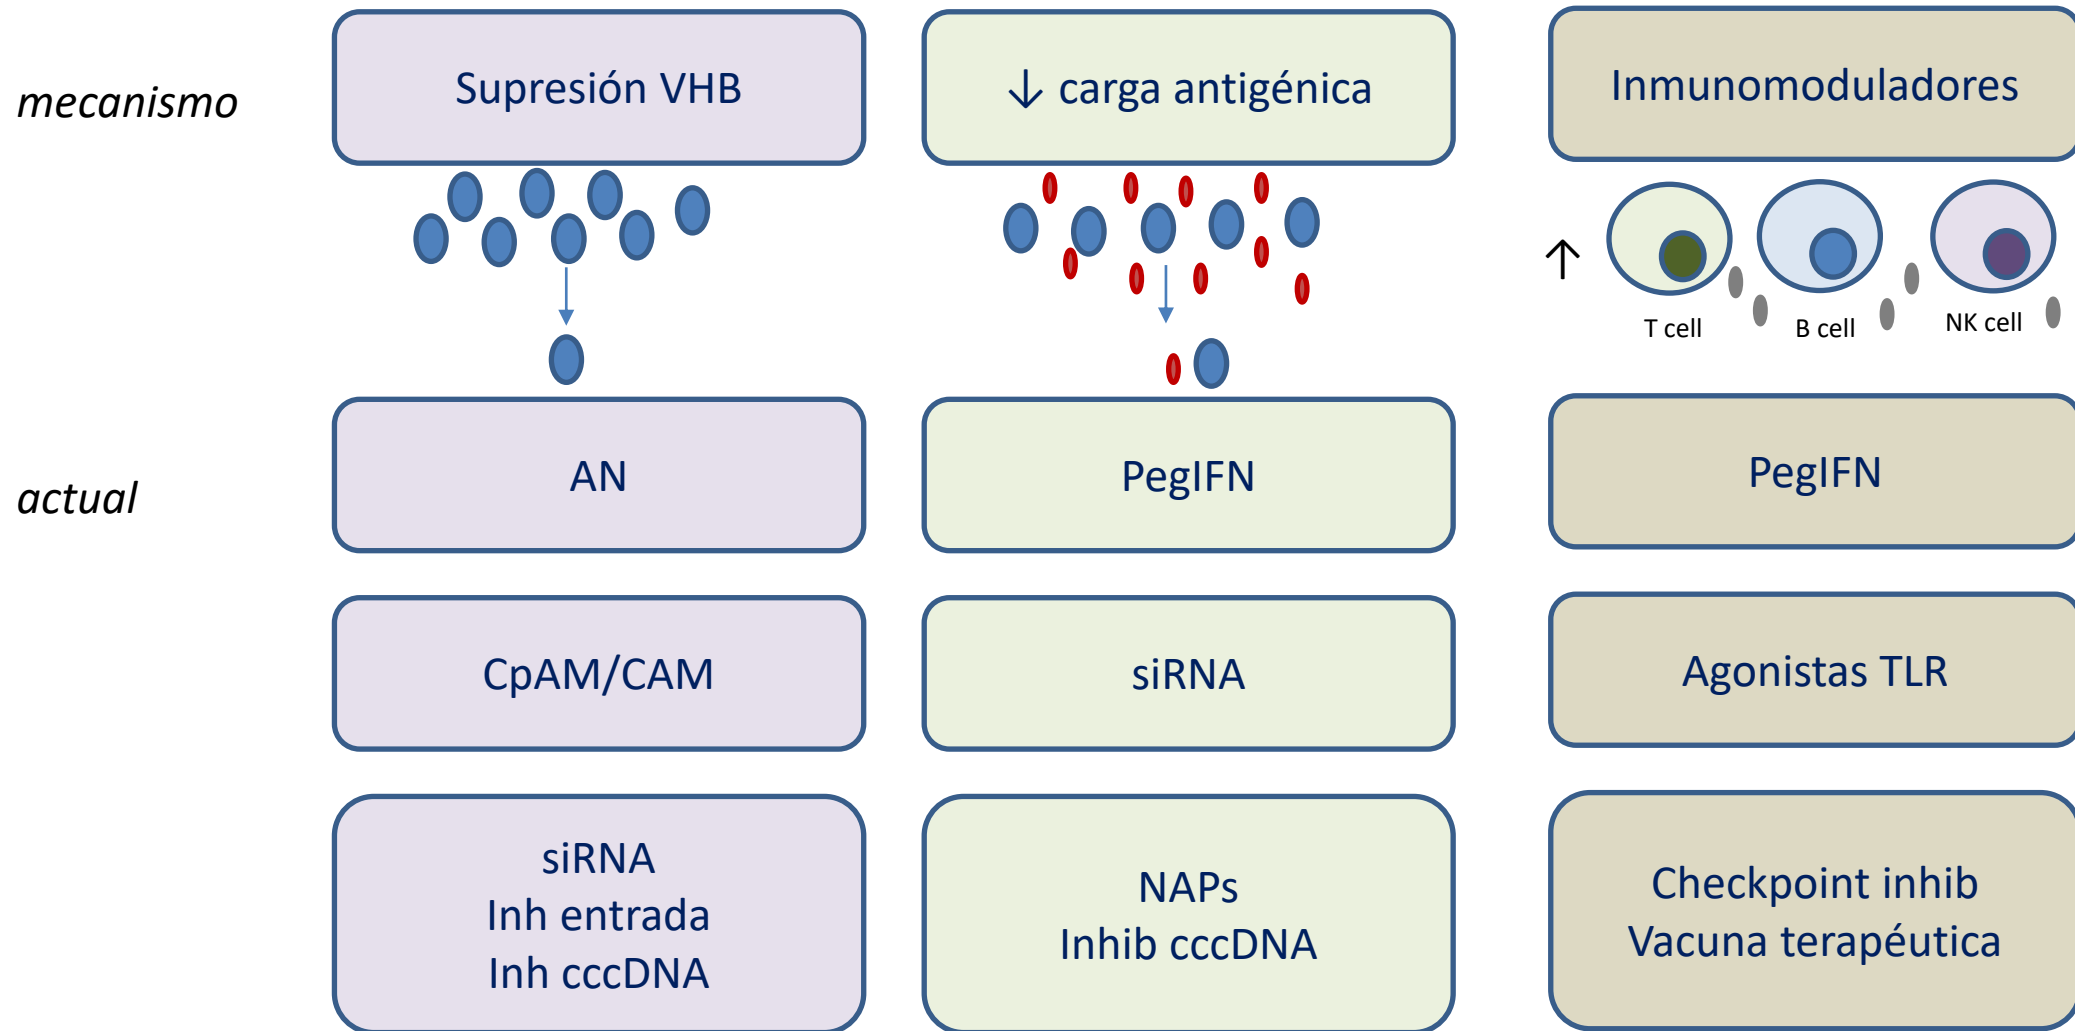 mecanismo
Supresión VHB
↓ carga antigénica
Inmunomoduladores
↑
T cell
B cell
NK cell
actual
AN
PegIFN
PegIFN
CpAM/CAM
siRNA
Agonistas TLR
siRNA
Inh entrada
Inh cccDNA
NAPs
Inhib cccDNA
Checkpoint inhib
Vacuna terapéutica